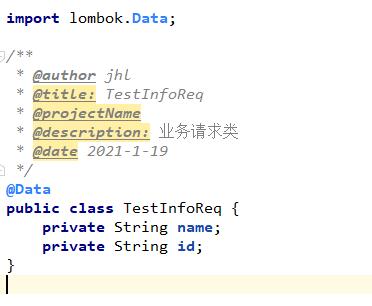 import lombok.Data;
/**
 * @author jhl
 * @title: TestInfoReq
 * @projectName
 * @description: 业务请求类
 * @date 2021-1-19
 */
@Data
public class TestInfoReq {
    private String name;
    private String id;
}